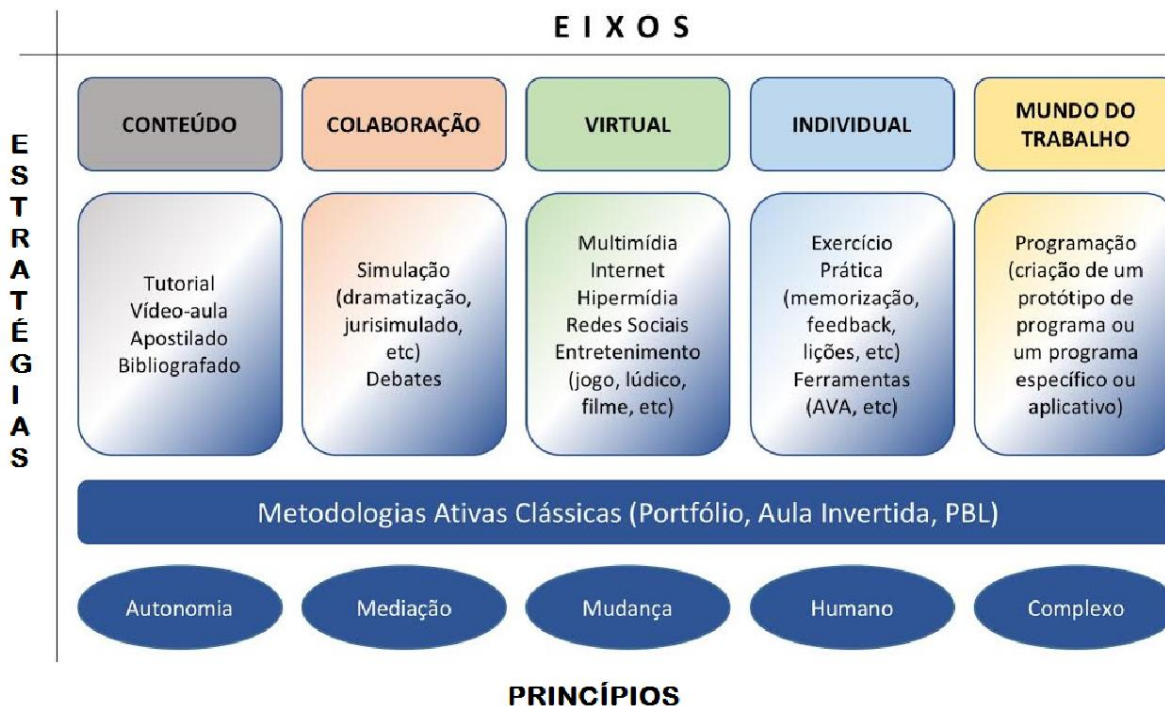 EIXOS
ESTRATÉGIAS
CONTEÚDO
COLABORAÇÃO
VIRTUAL
INDIVIDUAL
MUNDO DO
TRABALHO
Tutorial
Vídeo-aula
Apostilado
Bibliografado
Simulação
(dramatização,
jurisimulado,
etc)
Debates
Multimídia
Internet
Hipermídia
Redes Sociais
Entretenimento
(jogo, lúdico,
filme, etc)
Exercício
Prática
(memorização,
feedback,
lições, etc)
Ferramentas
(AVA, etc)
Programação
(criação de um
protótipo de
programa ou
um programa
específico ou
aplicativo)
Metodologias Ativas Clássicas (Portfólio, Aula Invertida, PBL)
Autonomia
Mediação
Mudança
Humano
Complexo
PRINCÍPIOS